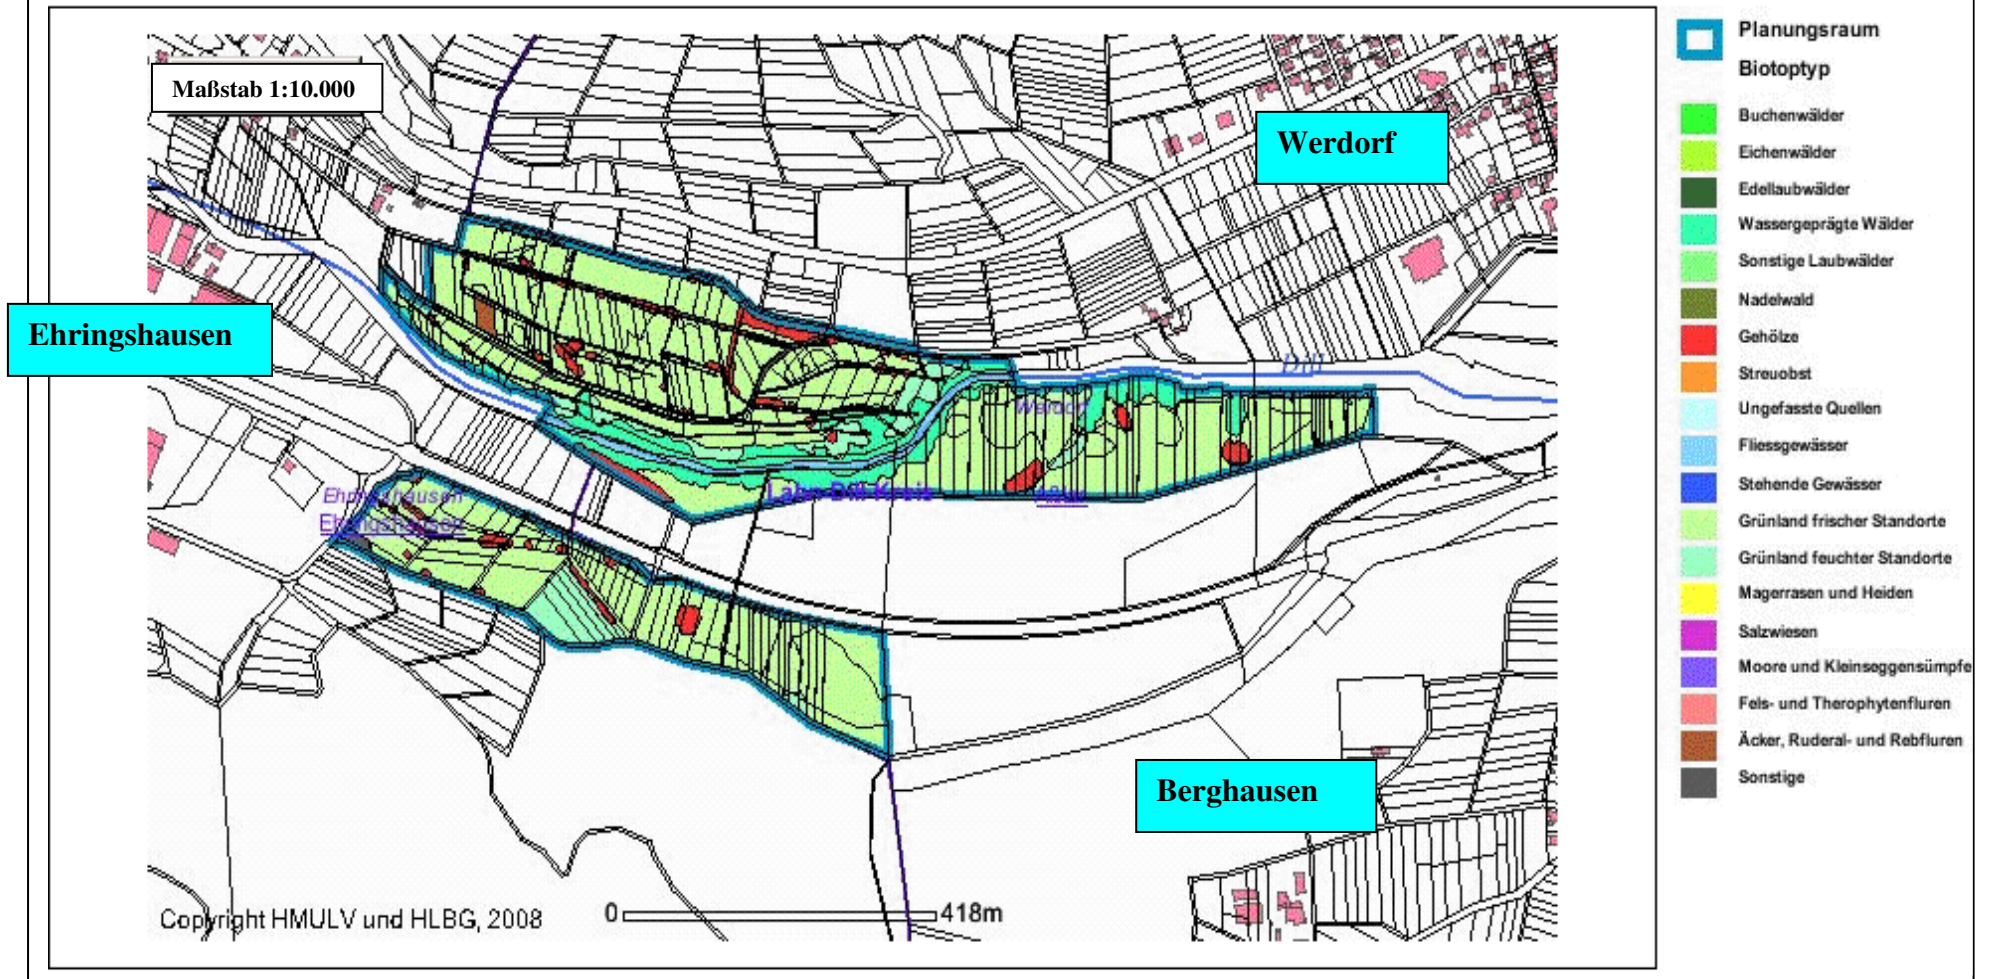 Maßstab 1:10.000
Werdorf
Ehringshausen
Dill
Werdorf
Lahn-Dill-Kreis
Aßlar
Ehringshausen
Ehringshausen
Berghausen
Copyright HMULV und HLBG, 2008
0
418m
Planungsraum
Biotoptyp
Buchenwälder
Eichenwälder
Edellaubwälder
Wassergeprägte Wälder
Sonstige Laubwälder
Nadelwald
Gehölze
Streuobst
Ungefasste Quellen
Fliessgewässer
Stehende Gewässer
Grünland frischer Standorte
Grünland feuchter Standorte
Magerrasen und Heiden
Salzwiesen
Moore und Kleinseggensümpfe
Fels- und Therophytenfluren
Äcker, Ruderal- und Rebfluren
Sonstige